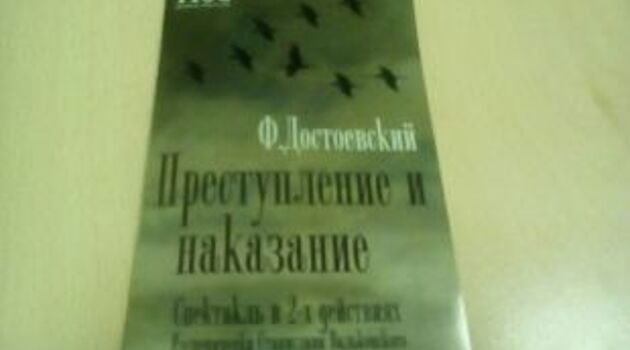 Ф.Достоевский
Преступление и
наказание
Спектакль в 2-х действиях